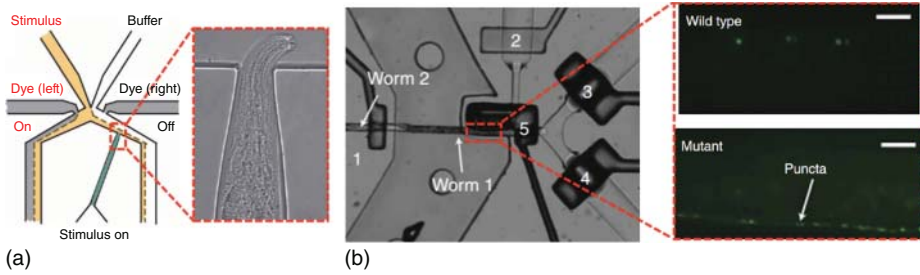 Stimulus
Buffer
Dye (left)
Dye (right)
On
Off
Stimulus on
(a)
Worm 2
1
Worm 1
2
3
5
4
(b)
Wild type
Mutant
Puncta